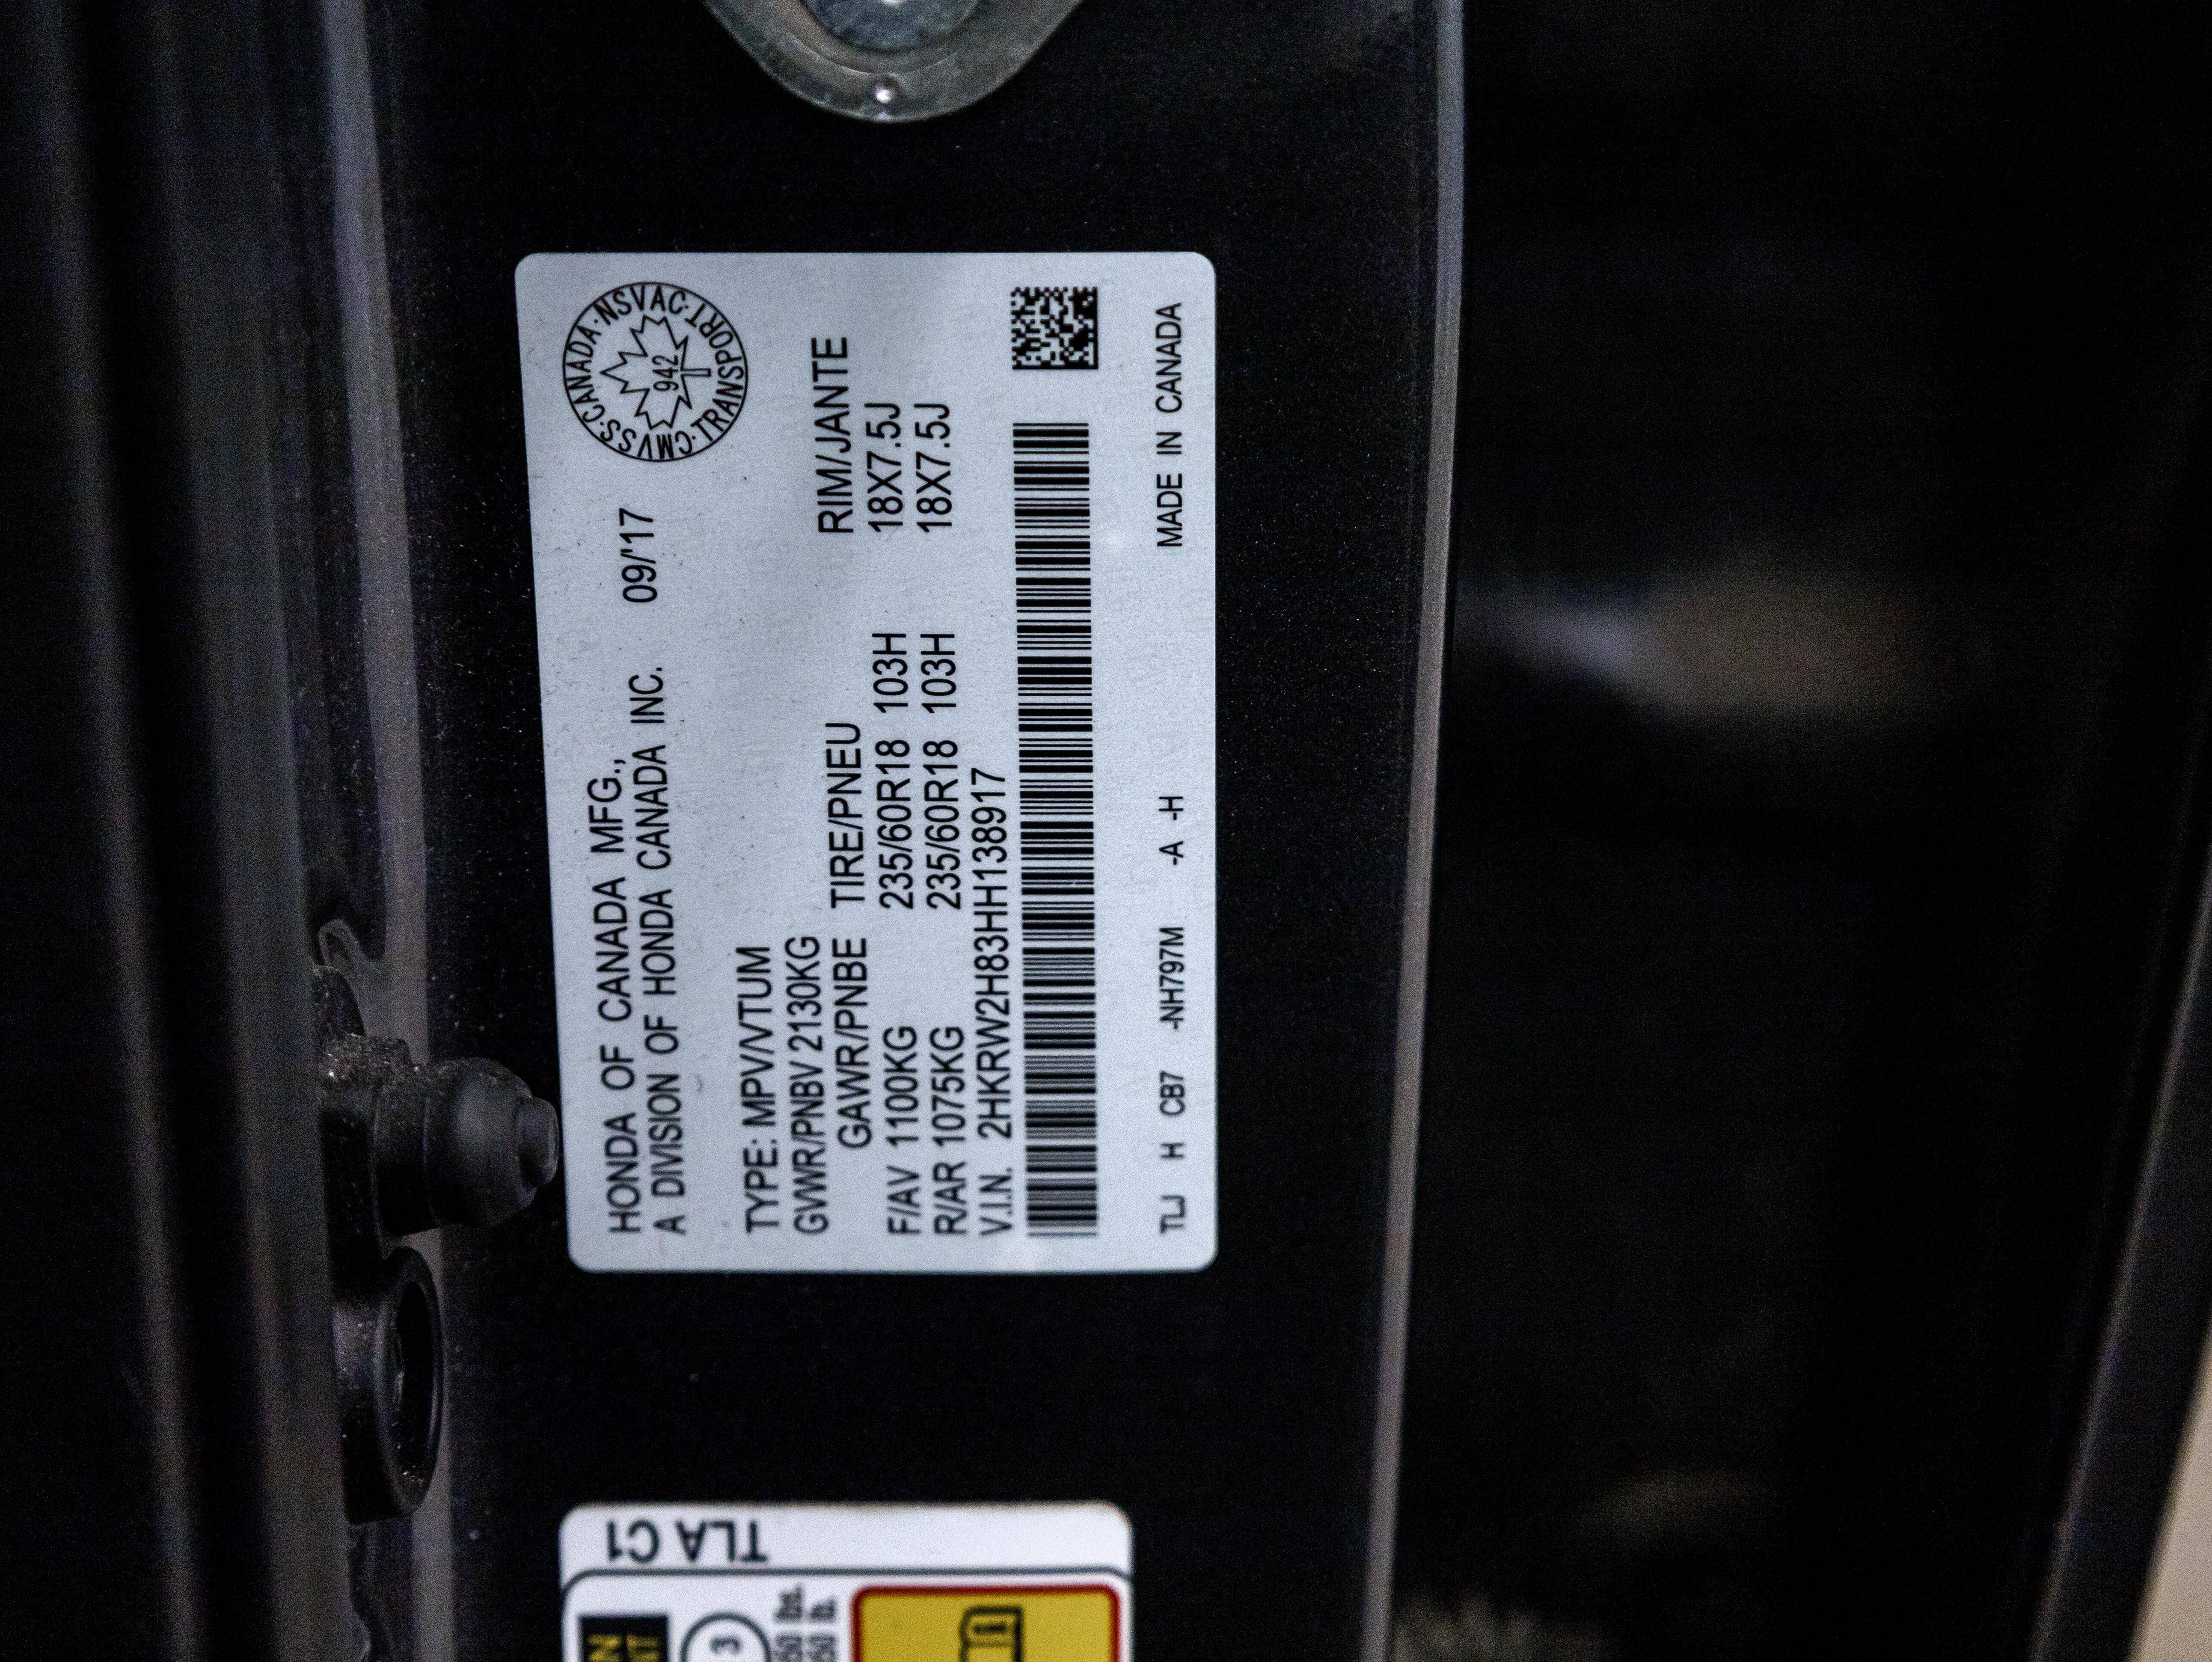 HONDA OF CANADA MFG.,
A DIVISION OF HONDA CANADA INC. 09/'17
CMVSS·CANADA·NSVAC·TRANSPORT·
942
TYPE: MPV/VTUM
GVWR/PNBV 2130KG
GAWR/PNBE TIRE/PNEU RIM/JANTE
F/AV 1100KG 235/60R18 103H 18X7.5J
R/AR 1075KG 235/60R18 103H 18X7.5J
V.I.N. 2HKRW2H83HH138917
TLJ H CB7 -NH797M -A -H MADE IN CANADA
TLA C1
3